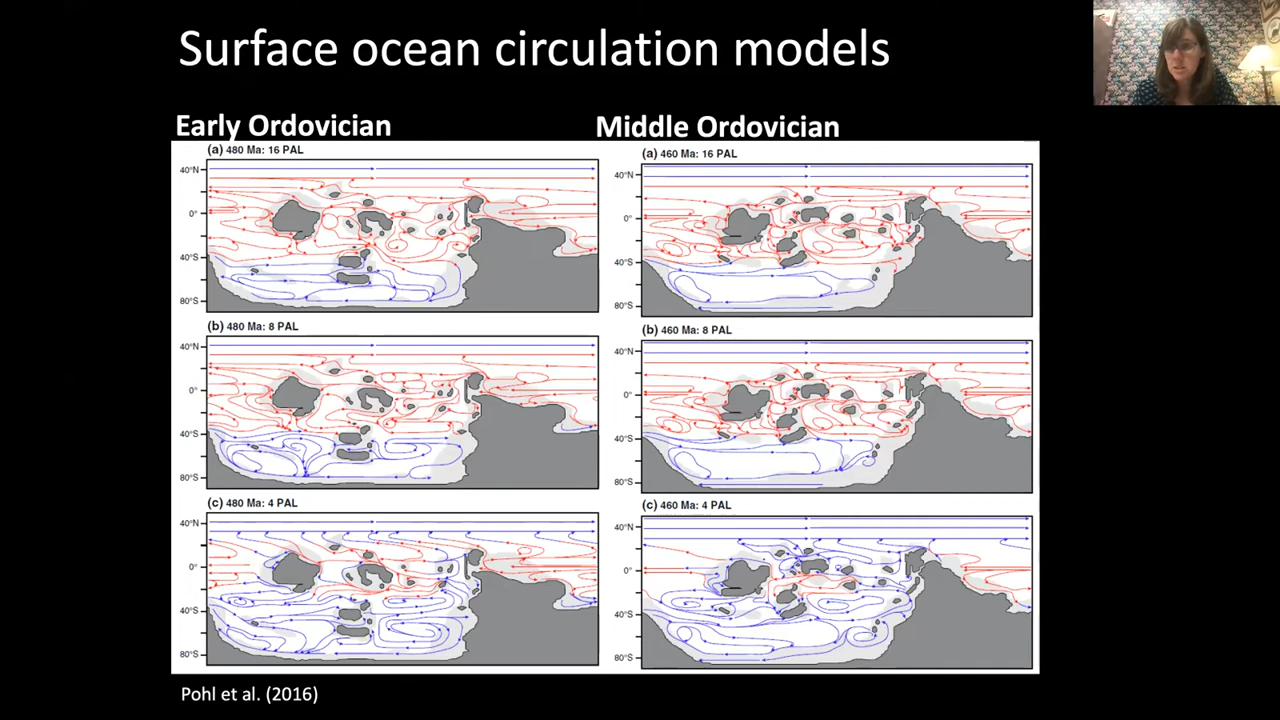 Surface ocean circulation models
Early Ordovician
Middle Ordovician
(a) 480 Ma: 16 PAL
40°N
0°
40°S
80°S
(b) 480 Ma: 8 PAL
40°N
0°
40°S
80°S
(c) 480 Ma: 4 PAL
40°N
0°
40°S
80°S
(a) 460 Ma: 16 PAL
40°N
0°
40°S
80°S
(b) 460 Ma: 8 PAL
40°N
0°
40°S
80°S
(c) 460 Ma: 4 PAL
40°N
0°
40°S
80°S
Pohl et al. (2016)